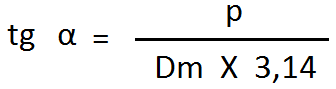 p
tg α =
Dm X 3,14